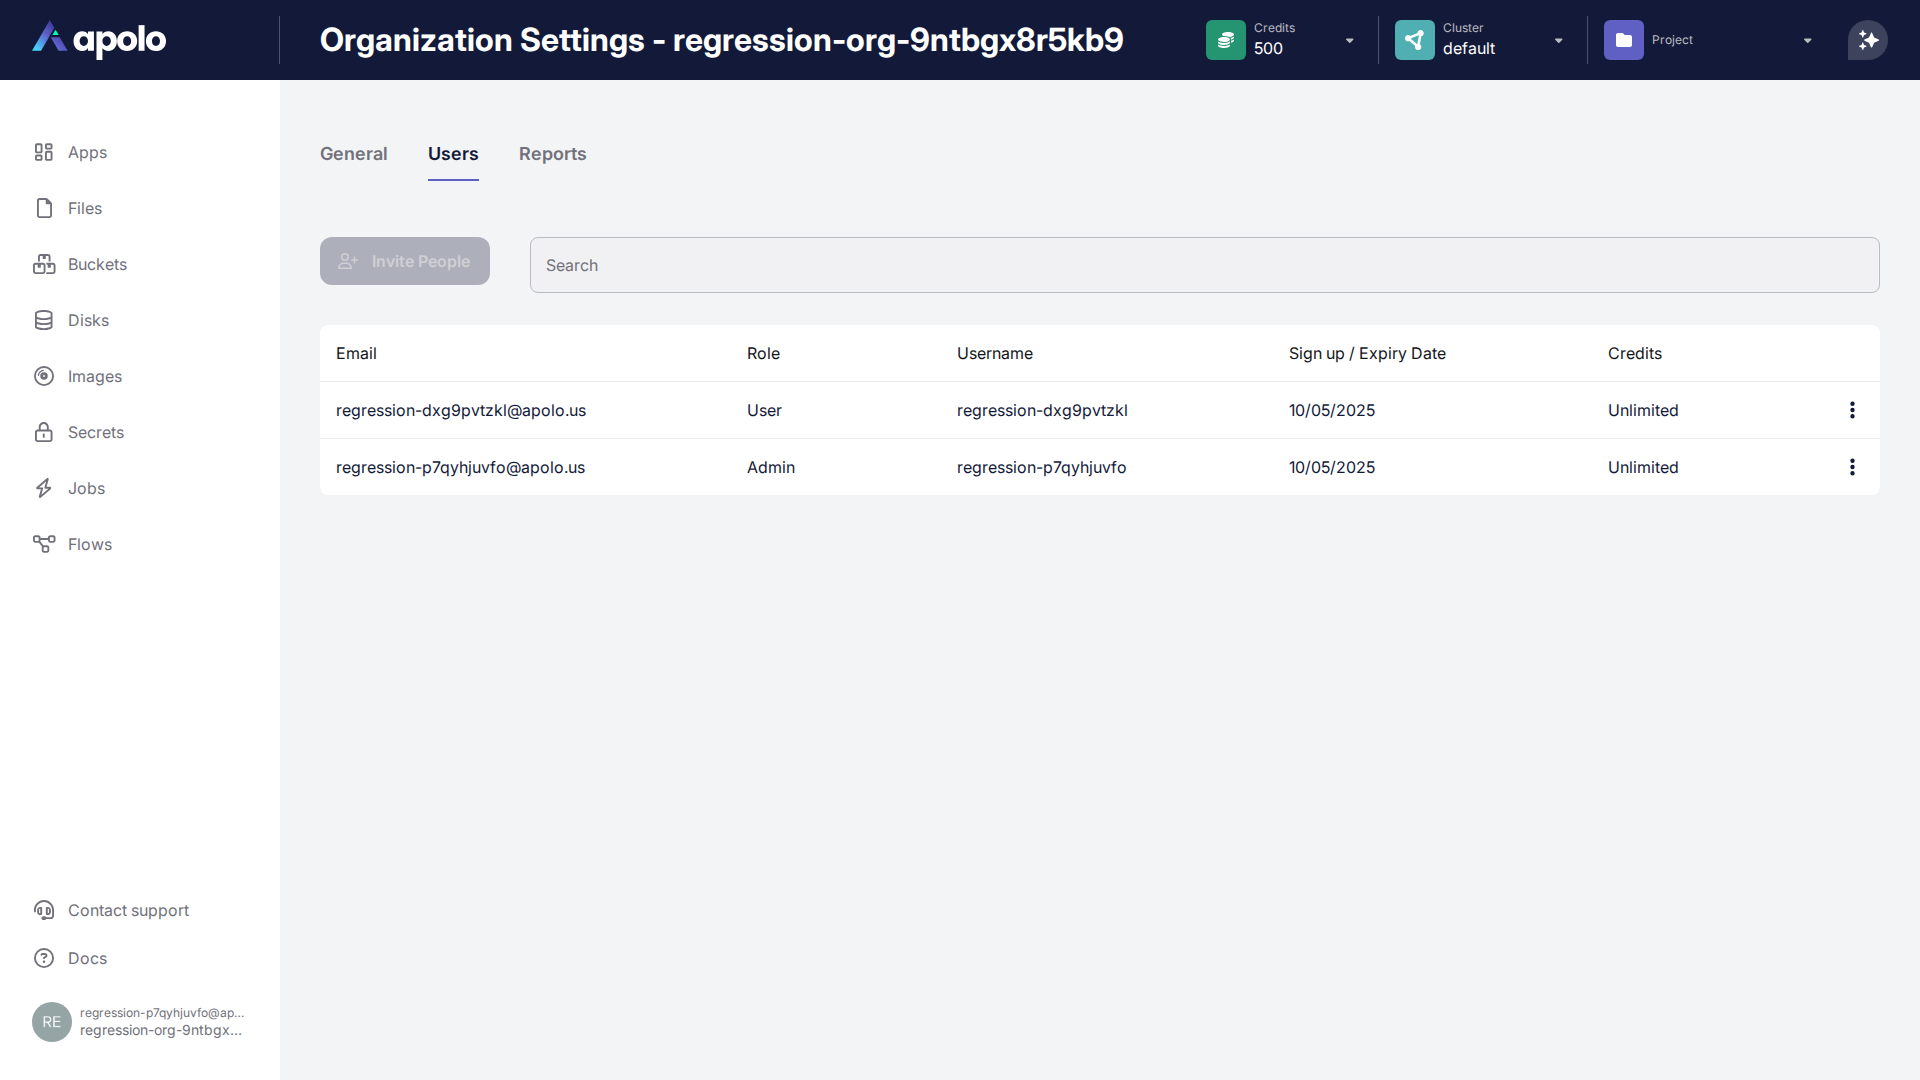 apolo
Organization Settings - regression-org-9ntbgx8r5kb9
Credits
500
Cluster
default
Project
Apps
Files
Buckets
Disks
Images
Secrets
Jobs
Flows
General
Users
Reports
Invite People
Search
Email Role Username Sign up / Expiry Date Credits
regression-dxg9pvtzkl@apolo.us User regression-dxg9pvtzkl 10/05/2025 Unlimited
regression-p7qyhjuvfo@apolo.us Admin regression-p7qyhjuvfo 10/05/2025 Unlimited
Contact support
Docs
RE
regression-p7qyhjuvfo@ap...
regression-org-9ntbgx...